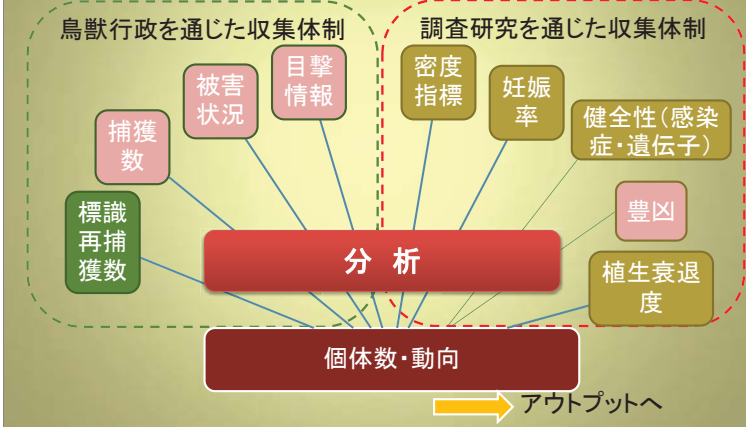 鳥獣行政を通じた収集体制
調査研究を通じた収集体制
目撃
情報
被害
状況
捕獲
数
標識
再捕
獲数
密度
指標
妊娠
率
健全性(感染
症・遺伝子)
豊凶
植生衰退
度
分 析
個体数・動向
アウトプットへ